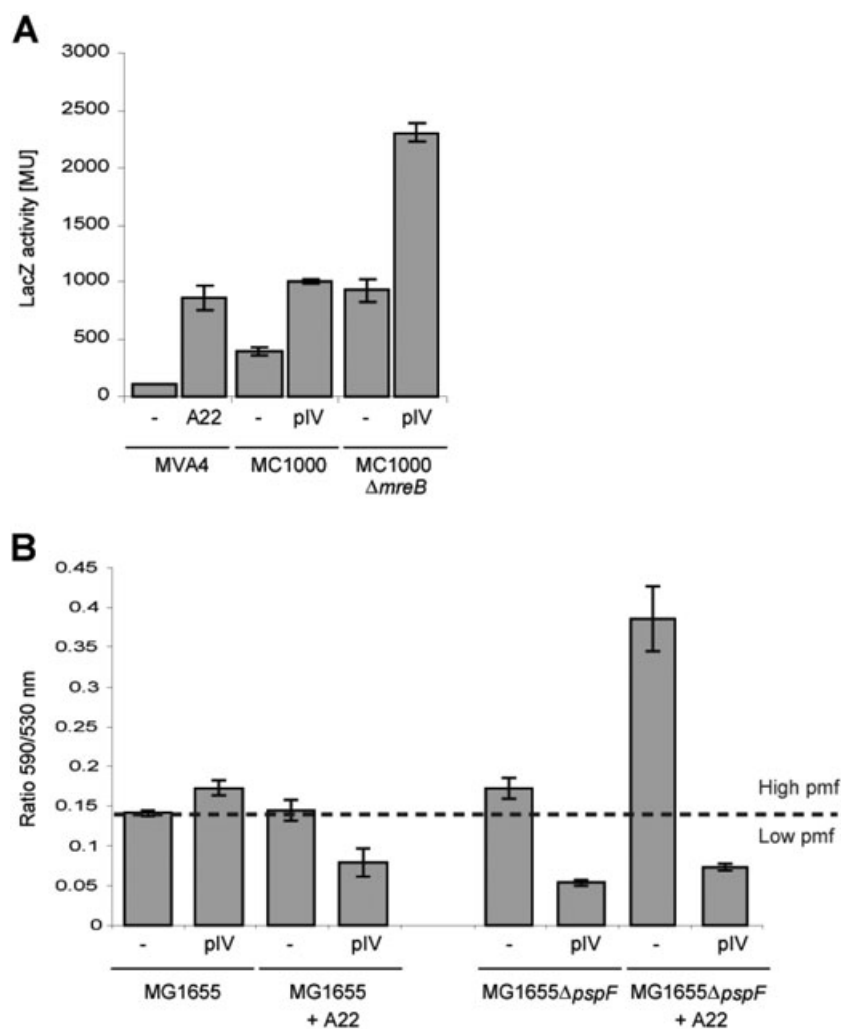 A
3000
2500
2000
1500
1000
500
0
LacZ activity [MU]
- A22 - pIV - pIV
MVA4 MC1000 MC1000
ΔmreB
B
0.45
0.4
0.35
0.3
0.25
0.2
0.15
0.1
0.05
0
Ratio 590/530 nm
High pmf
Low pmf
- pIV - pIV - pIV - pIV
MG1655 MG1655 MG1655ΔpspF MG1655ΔpspF
+ A22 + A22